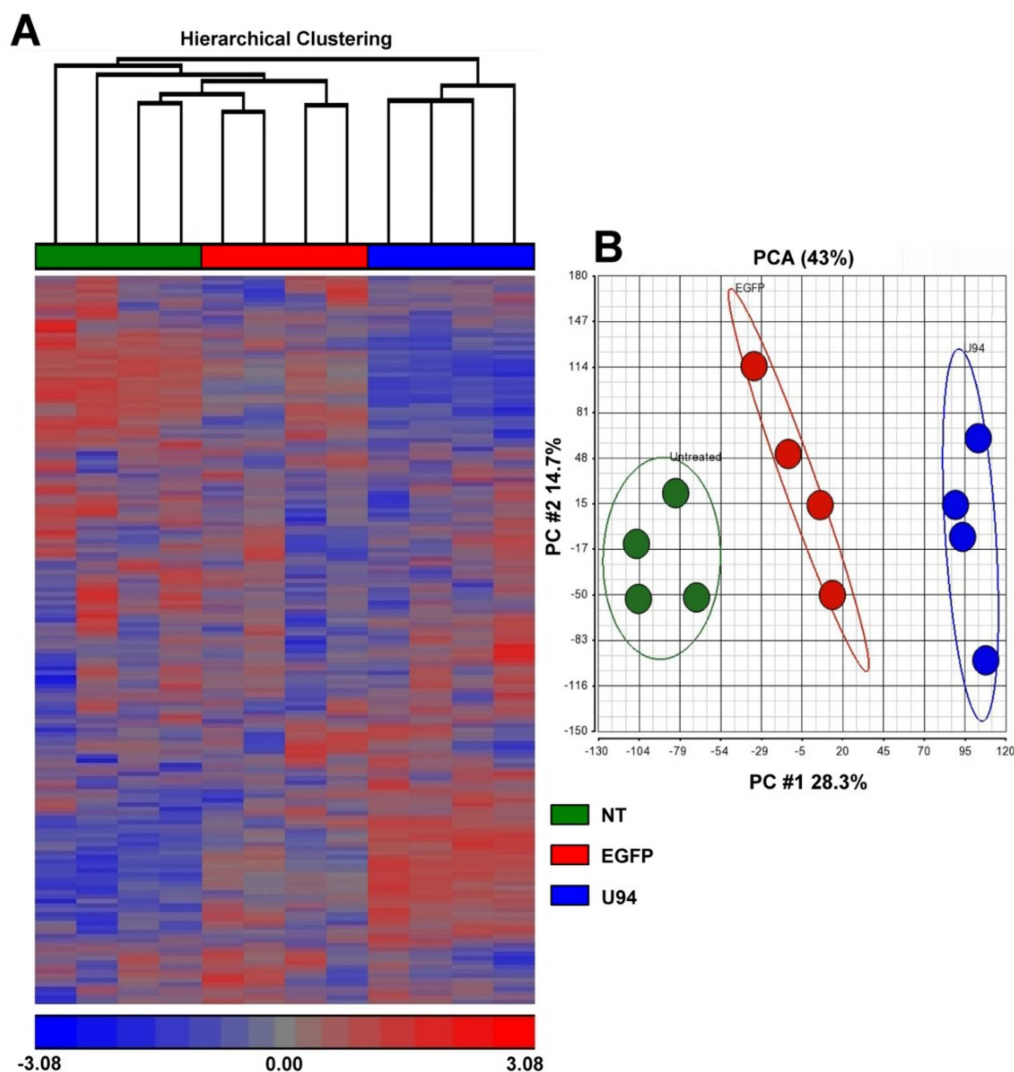 A
Hierarchical Clustering
-3.08 0.00 3.08
B
PCA (43%)
EGFP
U94
Untreated
PC #2 14.7%
180
147
114
81
48
15
-17
-50
-83
-116
-150
-130 -104 -79 -54 -29 -5 20 45 70 95 120
PC #1 28.3%
NT
EGFP
U94